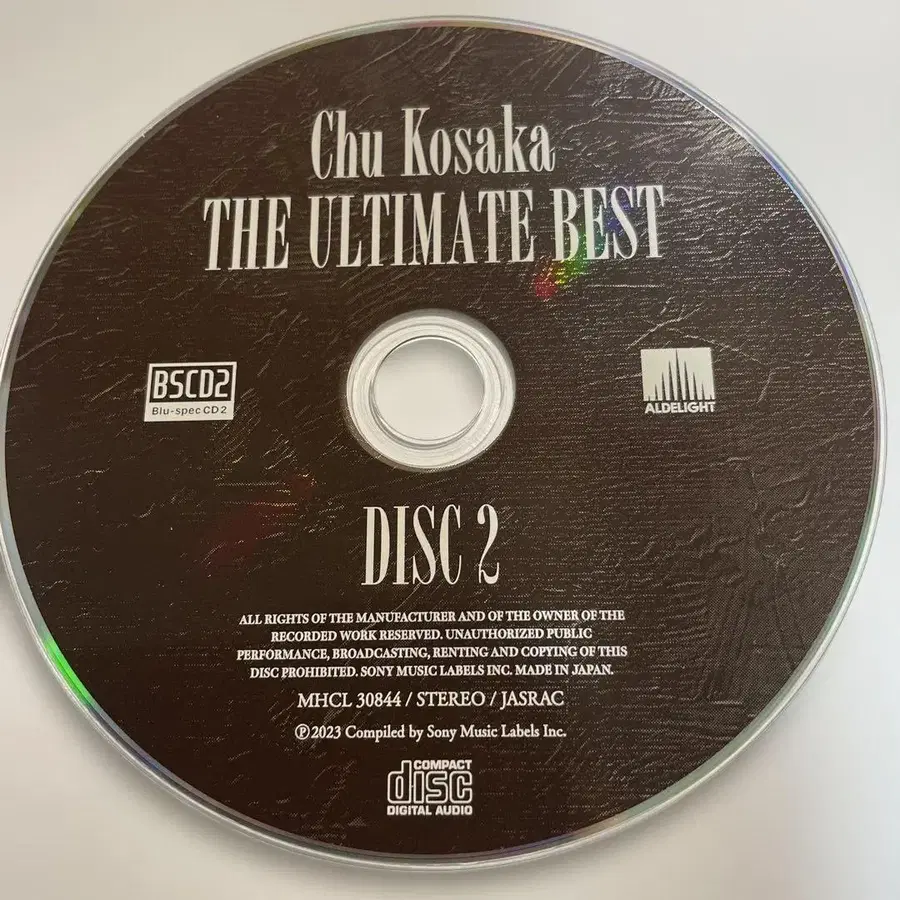 Chu Kosaka
THE ULTIMATE BEST
BSCD2
Blu-spec CD2
ALDELIGHT
DISC 2
ALL RIGHTS OF THE MANUFACTURER AND OF THE OWNER OF THE
RECORDED WORK RESERVED. UNAUTHORIZED PUBLIC
PERFORMANCE, BROADCASTING, RENTING AND COPYING OF THIS
DISC PROHIBITED. SONY MUSIC LABELS INC. MADE IN JAPAN.
MHCL 30844 / STEREO / JASRAC
Ⓟ2023 Compiled by Sony Music Labels Inc.
COMPACT
disc
DIGITAL AUDIO